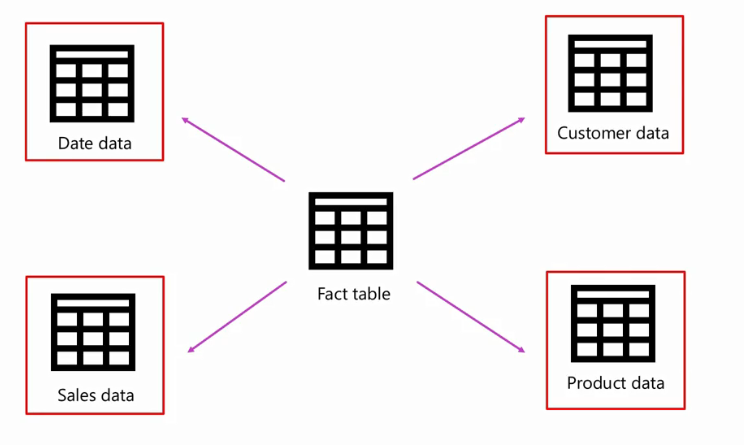 Date data
Customer data
Fact table
Sales data
Product data